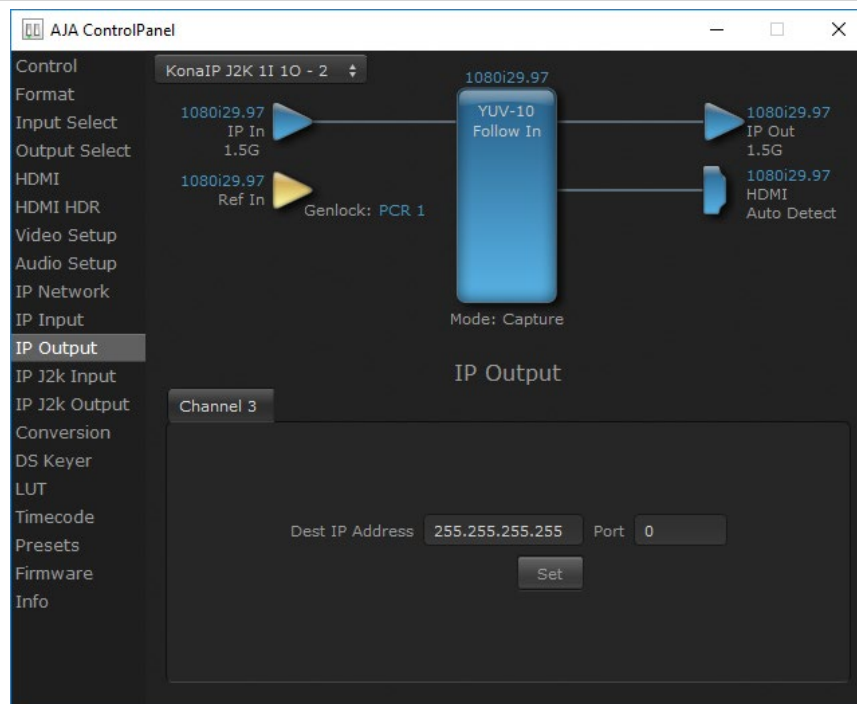 AJA ControlPanel
Control
Format
Input Select
Output Select
HDMI
HDMI HDR
Video Setup
Audio Setup
IP Network
IP Input
IP Output
IP J2k Input
IP J2k Output
Conversion
DS Keyer
LUT
Timecode
Presets
Firmware
Info
KonaIP J2K 1I 1O - 2
1080i29.97
1080i29.97
IP In
1.5G
1080i29.97
Ref In
Genlock: PCR 1
YUV-10
Follow In
Mode: Capture
1080i29.97
IP Out
1.5G
1080i29.97
HDMI
Auto Detect
IP Output
Channel 3
Dest IP Address 255.255.255.255 Port 0
Set